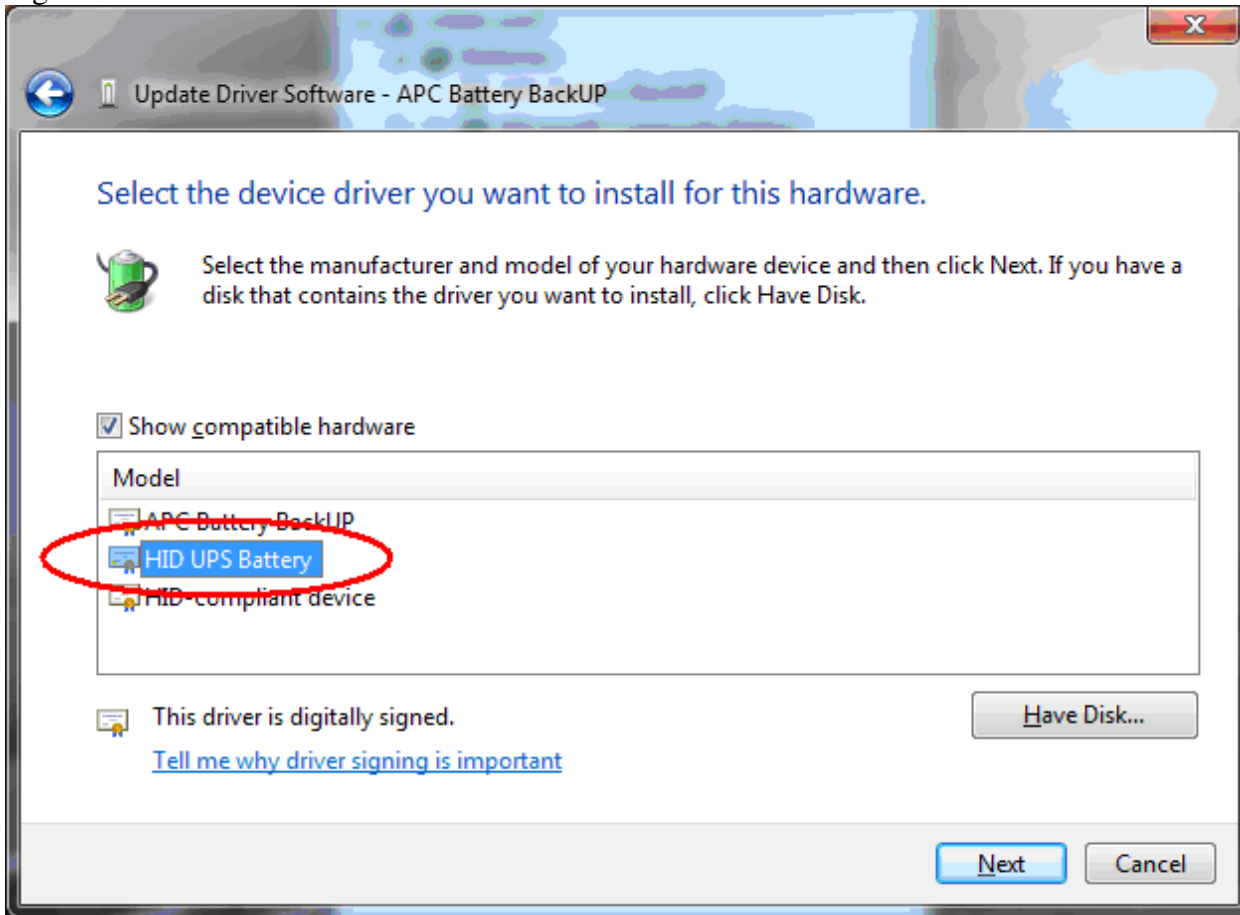 Update Driver Software - APC Battery BackUP
Select the device driver you want to install for this hardware.
Select the manufacturer and model of your hardware device and then click Next. If you have a
disk that contains the driver you want to install, click Have Disk.
Show compatible hardware
Model
APC Battery BackUP
HID UPS Battery
HID-compliant device
This driver is digitally signed.
Have Disk...
Tell me why driver signing is important
Next
Cancel